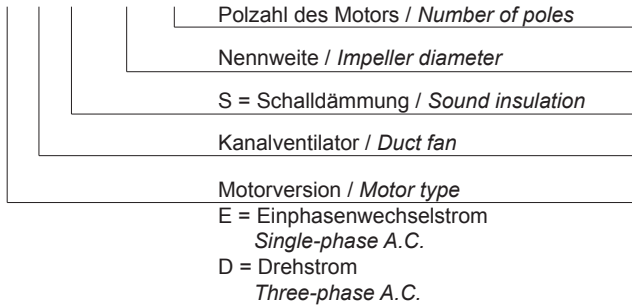 Polzahl des Motors / Number of poles
Nennweite / Impeller diameter
S = Schalldämmung / Sound insulation
Kanalventilator / Duct fan
Motorversion / Motor type
E = Einphasenwechselstrom
Single-phase A.C.
D = Drehstrom
Three-phase A.C.